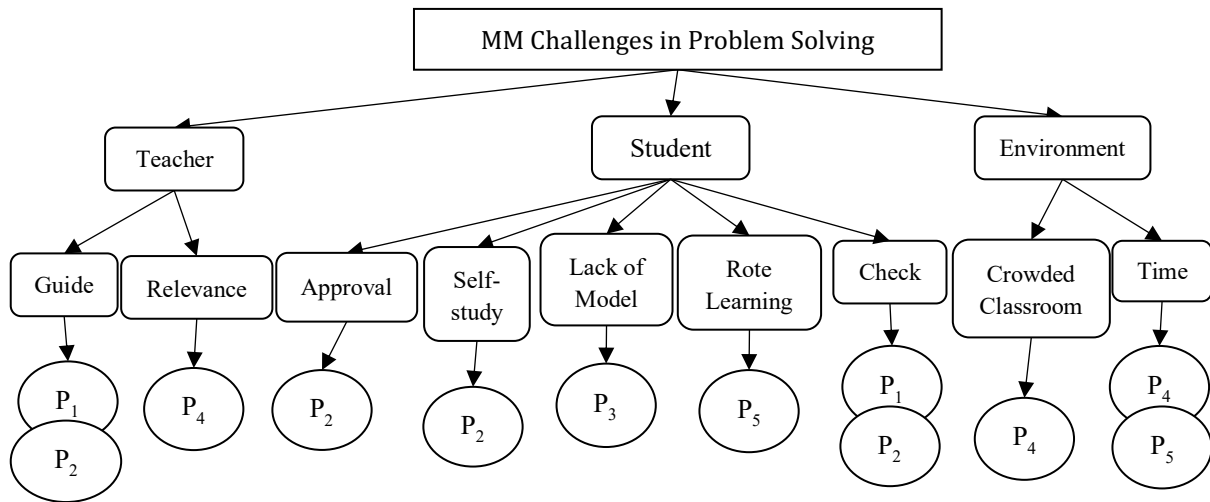 MM Challenges in Problem Solving
Teacher
Student
Environment
Guide
Relevance
Approval
Self-
study
Lack of
Model
Rote
Learning
Check
Crowded
Classroom
Time
P₁
P₂
P₄
P₂
P₂
P₃
P₅
P₁
P₂
P₄
P₄
P₅